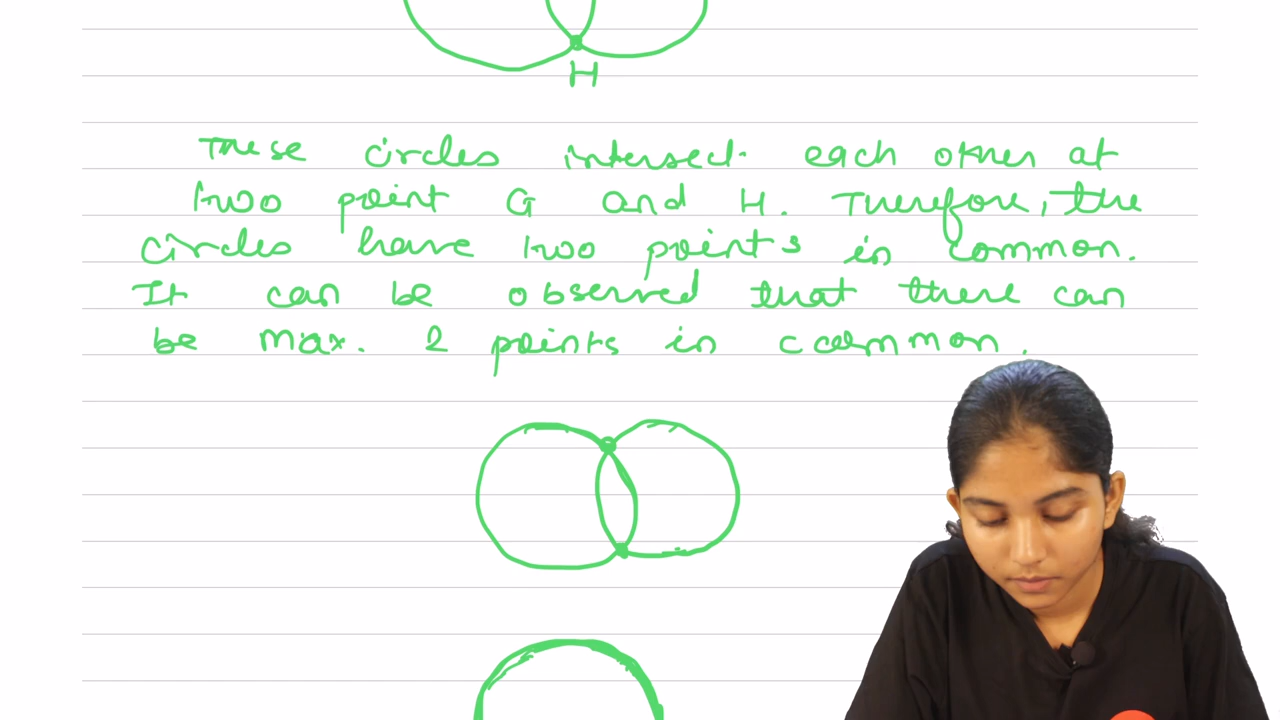 H
These circles intersect each other at
two point G and H. Therefore, the
circles have two points in common.
It can be observed that there can
be max. 2 points in ccommon.